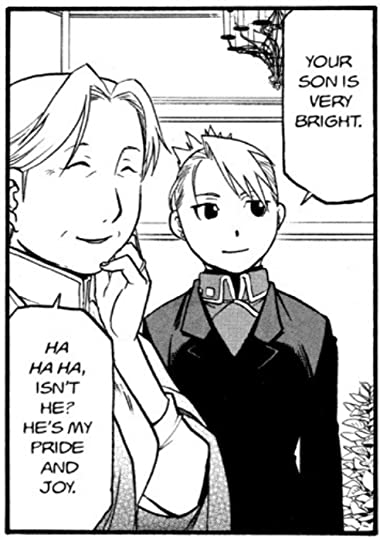 YOUR
SON IS
VERY
BRIGHT.
HA
HA HA,
ISN'T
HE?
HE'S MY
PRIDE
AND
JOY.